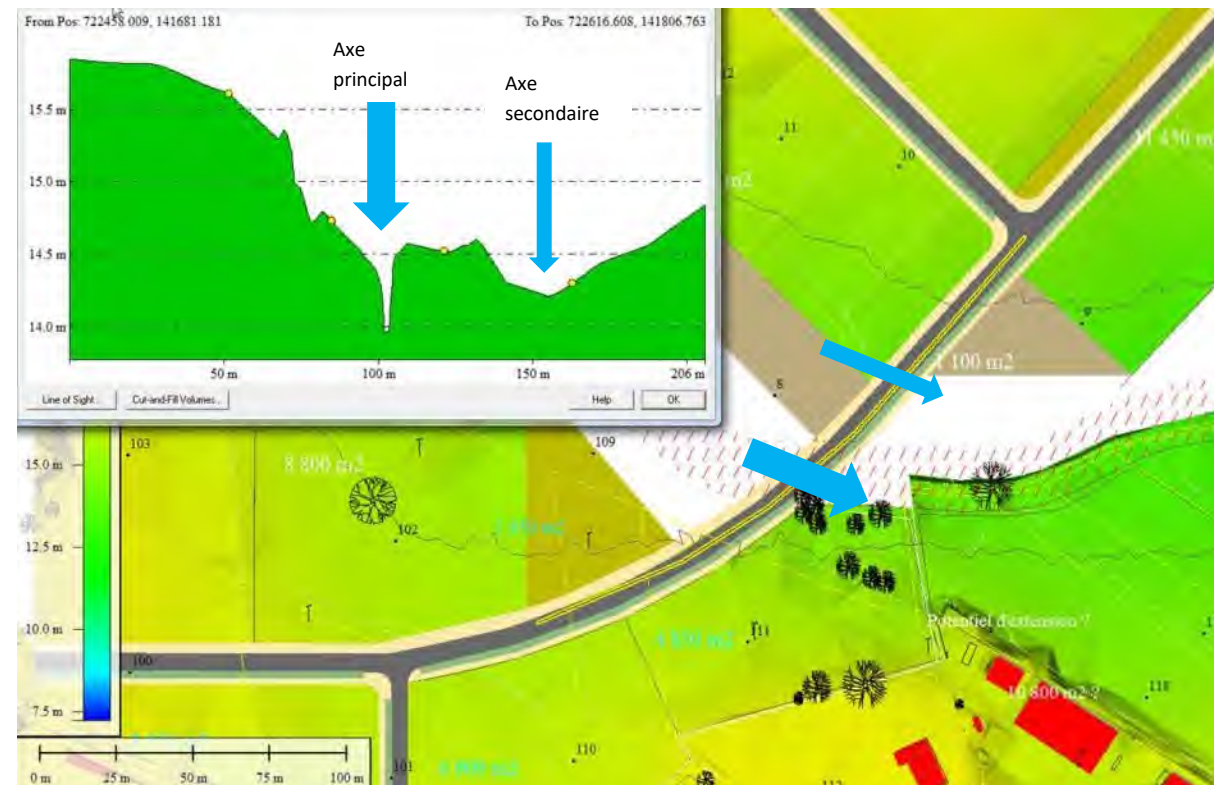 From Pos: 722458.009, 141681.181
To Pos: 722616.608, 141806.763
Axe
principal
Axe
secondaire
15.5 m
15.0 m
14.5 m
14.0 m
50 m
100 m
150 m
206 m
Line of Sight...
Cut-and-Fill Volumes...
Help
OK
11
10
9
8
1 100 m2
103
109
8 800 m2
102
15.0 m
12.5 m
10.0 m
7.5 m
100
Potentiel d'extension ?
10 800 m2 ?
118
110
101
0 m
25 m
50 m
75 m
100 m